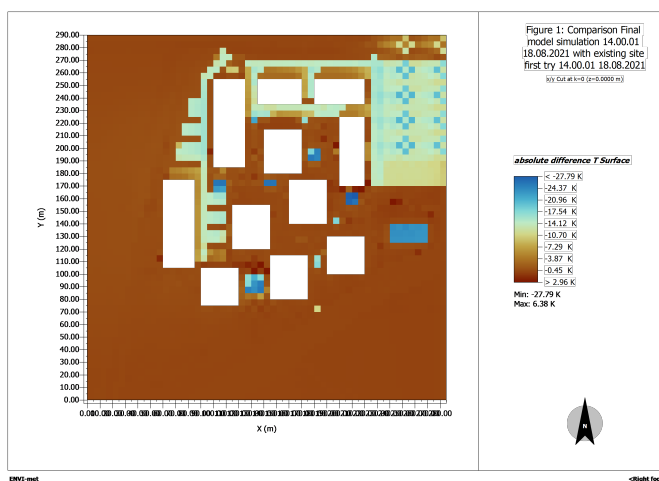 Figure 1: Comparison Final
model simulation 14.00.01
18.08.2021 with existing site
first try 14.00.01 18.08.2021
x/y Cut at k=0 (z=0.0000 m)
290.00
280.00
270.00
260.00
250.00
240.00
230.00
220.00
210.00
200.00
190.00
180.00
170.00
160.00
150.00
140.00
130.00
120.00
110.00
100.00
90.00
80.00
70.00
60.00
50.00
40.00
30.00
20.00
10.00
0.00
Y (m)
X (m)
absolute difference T Surface
< -27.79 K
-24.37 K
-20.96 K
-17.54 K
-14.12 K
-10.70 K
-7.29 K
-3.87 K
-0.45 K
> 2.96 K
Min: -27.79 K
Max: 6.38 K
N
ENVI-met
<Right foo